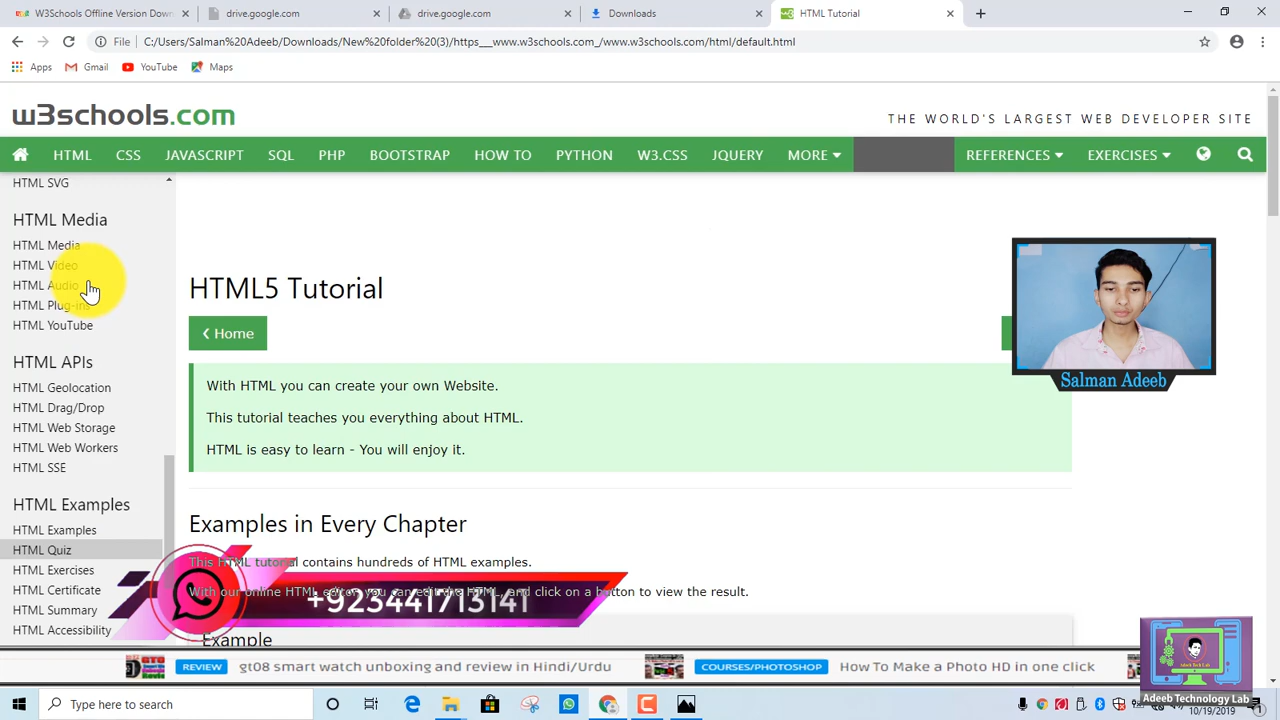 W3Schools Offline Version Down
drive.google.com
drive.google.com
Downloads
HTML Tutorial
File
C:/Users/Salman%20Adeeb/Downloads/New%20folder%20(3)/https__www.w3schools.com_/www.w3schools.com/html/default.html
Apps
Gmail
YouTube
Maps
w3schools.com
THE WORLD'S LARGEST WEB DEVELOPER SITE
HTML
CSS
JAVASCRIPT
SQL
PHP
BOOTSTRAP
HOW TO
PYTHON
W3.CSS
JQUERY
MORE
REFERENCES
EXERCISES
HTML SVG
HTML Media
HTML Media
HTML Video
HTML Audio
HTML Plug-ins
HTML YouTube
HTML APIs
HTML Geolocation
HTML Drag/Drop
HTML Web Storage
HTML Web Workers
HTML SSE
HTML Examples
HTML Examples
HTML Quiz
HTML Exercises
HTML Certificate
HTML Summary
HTML Accessibility
HTML5 Tutorial
❮ Home
With HTML you can create your own Website.
This tutorial teaches you everything about HTML.
HTML is easy to learn - You will enjoy it.
Examples in Every Chapter
This HTML tutorial contains hundreds of HTML examples.
With our online HTML editor, you can edit the HTML, and click on a button to view the result.
Example
Salman Adeeb
+923441713141
REVIEW
gt08 smart watch unboxing and review in Hindi/Urdu
COURSES/PHOTOSHOP
How To Make a Photo HD in one click
Adeeb Technology Lab
Type here to search
10/19/2019